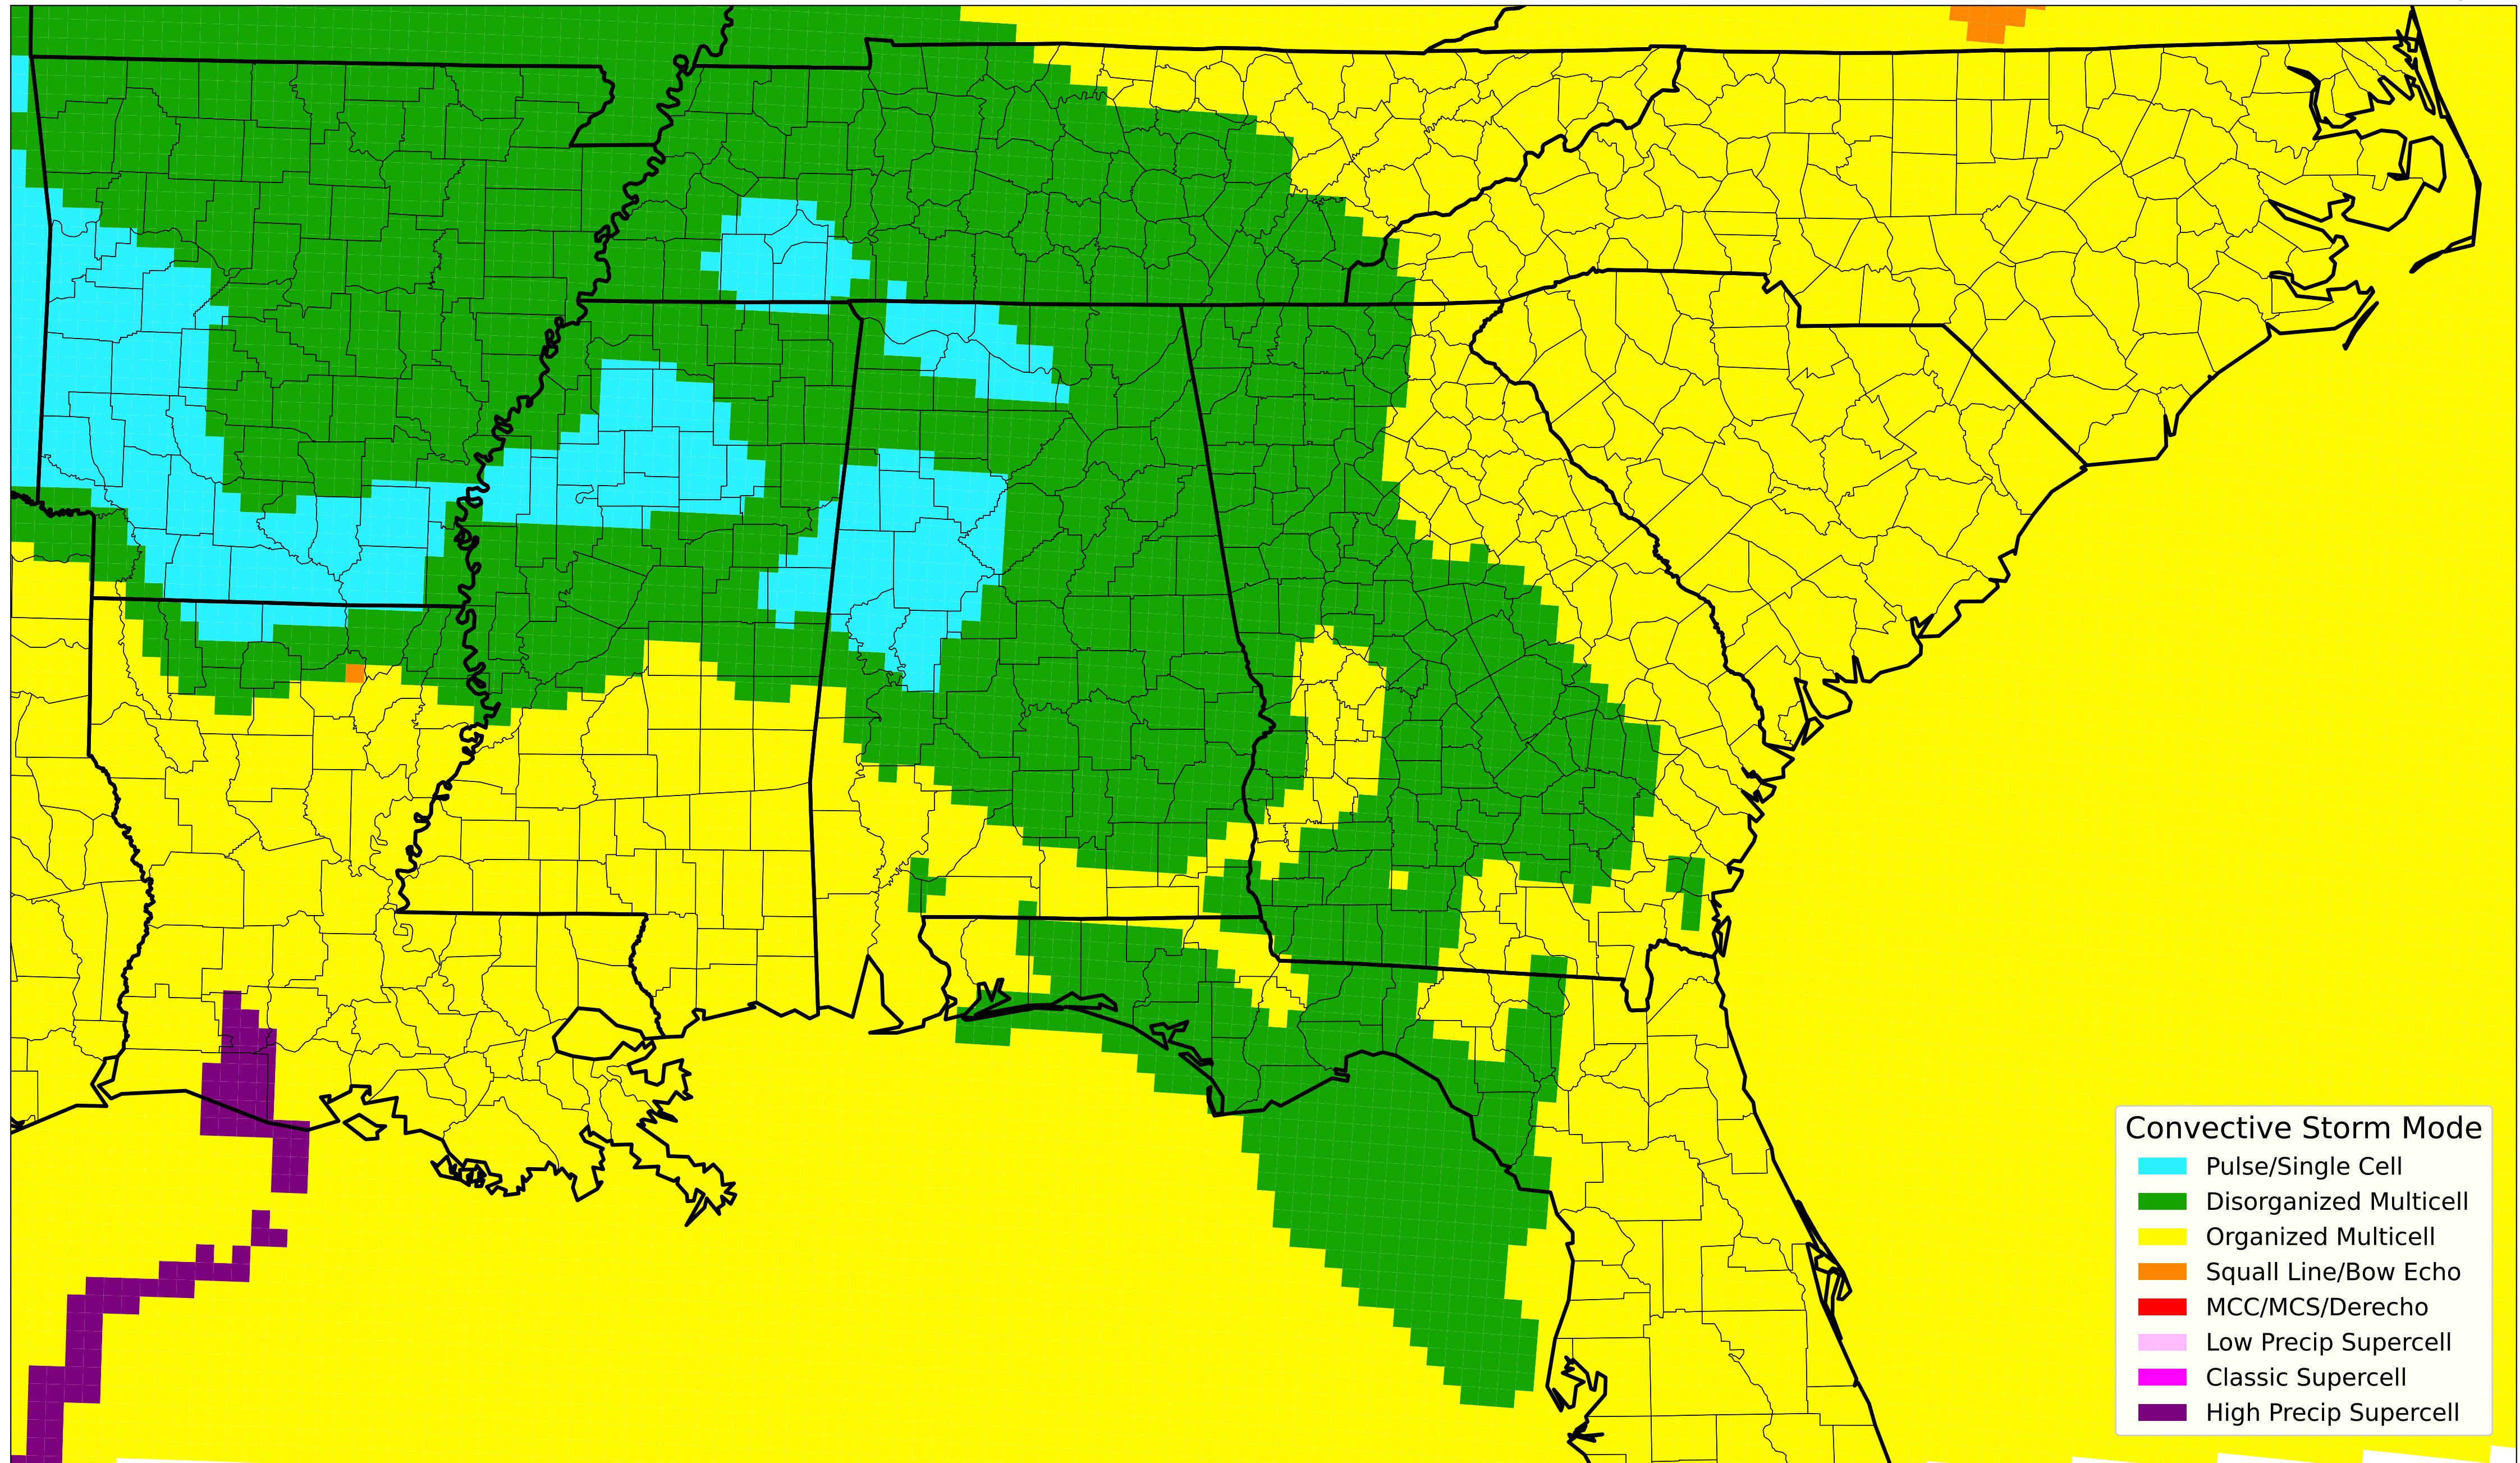 Convective Storm Mode
Pulse/Single Cell
Disorganized Multicell
Organized Multicell
Squall Line/Bow Echo
MCC/MCS/Derecho
Low Precip Supercell
Classic Supercell
High Precip Supercell